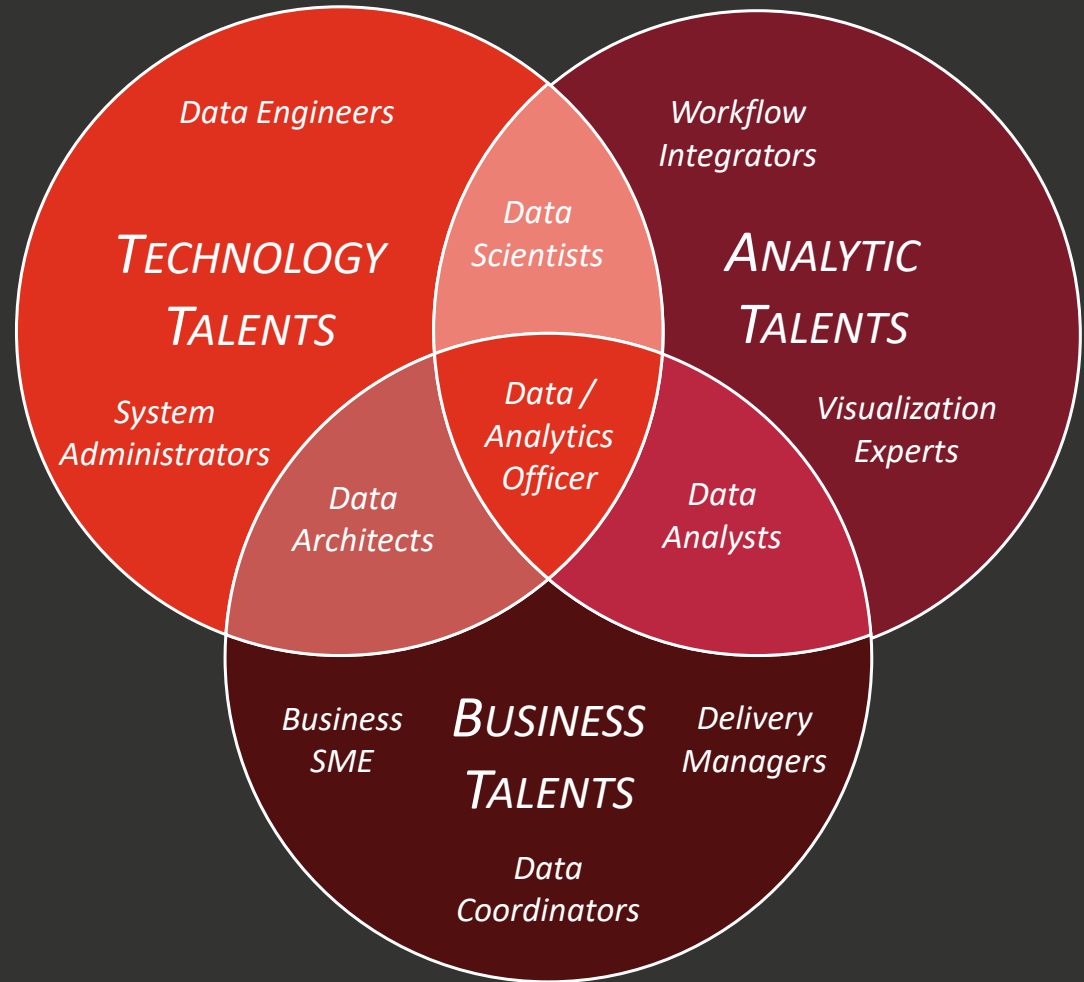 Data Engineers
Workflow
Integrators
Data
Scientists
TECHNOLOGY
TALENTS
ANALYTIC
TALENTS
System
Administrators
Data /
Analytics
Officer
Visualization
Experts
Data
Architects
Data
Analysts
Business
SME
BUSINESS
TALENTS
Delivery
Managers
Data
Coordinators